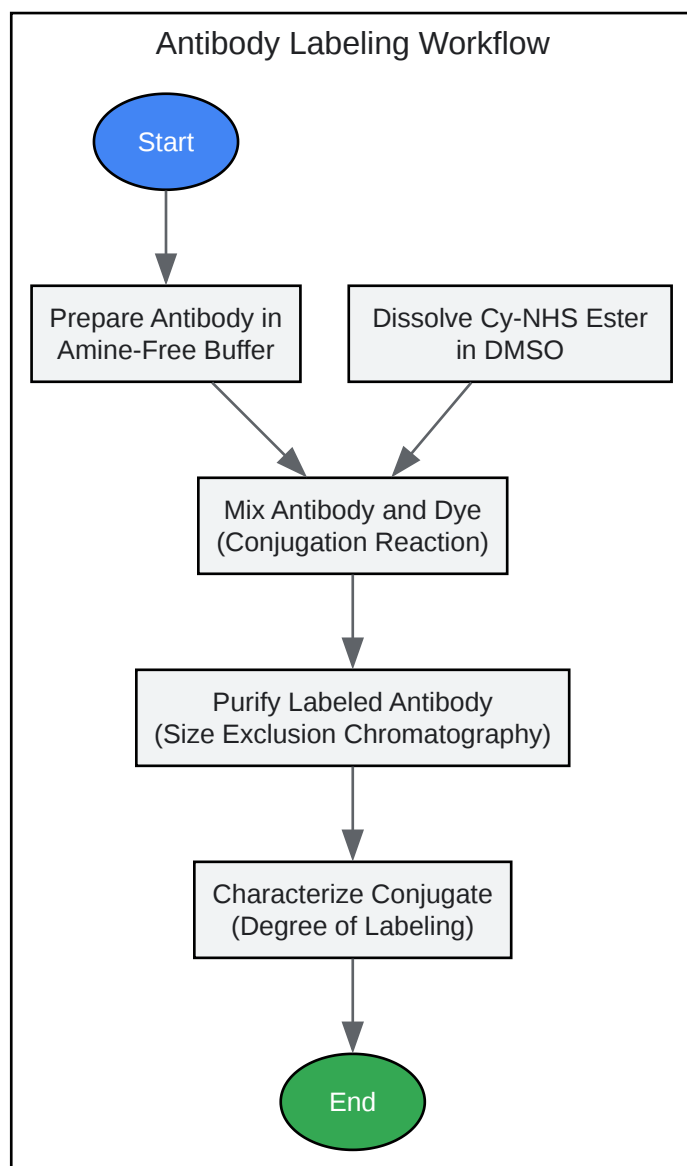 Antibody Labeling Workflow
Start
Prepare Antibody in
Amine-Free Buffer
Dissolve Cy-NHS Ester
in DMSO
Mix Antibody and Dye
(Conjugation Reaction)
Purify Labeled Antibody
(Size Exclusion Chromatography)
Characterize Conjugate
(Degree of Labeling)
End